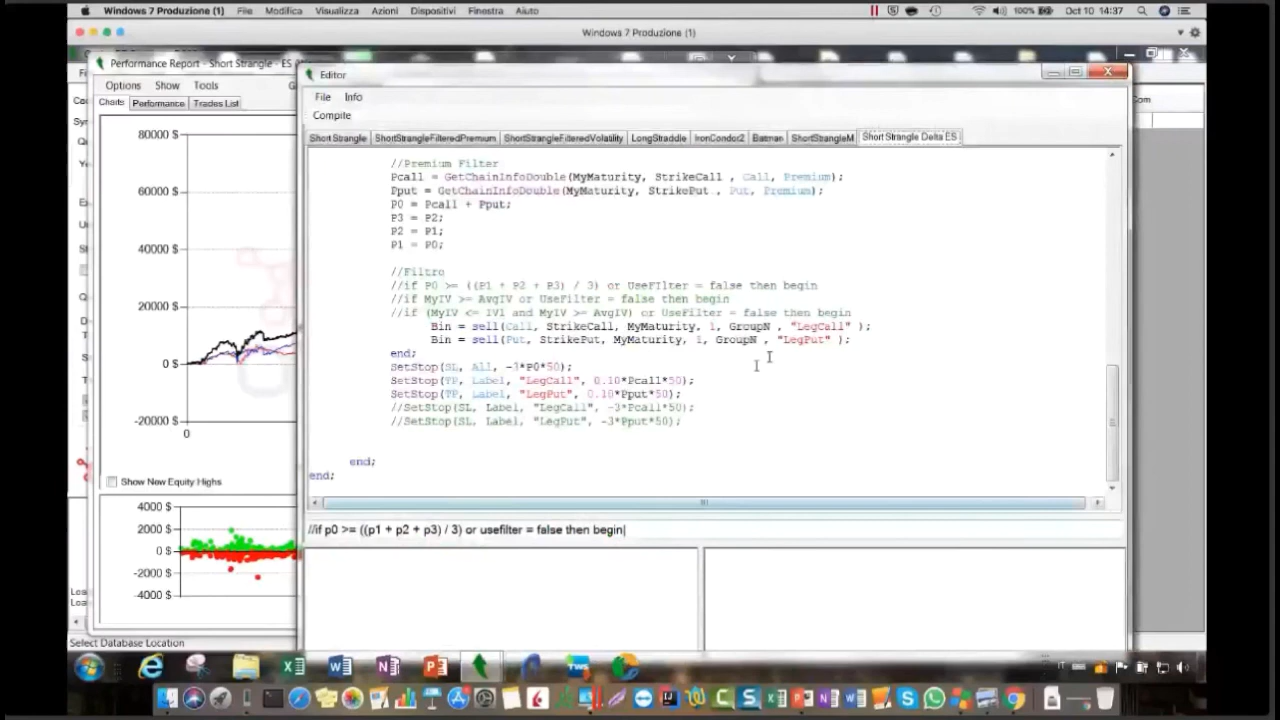 Windows 7 Produzione (1) File Modifica Visualizza Azioni Dispositivi Finestra Aiuto 100% Oct 10 14:37
Windows 7 Produzione (1)
Performance Report - Short Strangle - ES
Options Show Tools
Charts Performance Trades List
80000 $
60000 $
40000 $
20000 $
0 $
-20000 $
0
Show New Equity Highs
4000 $
2000 $
0 $
-2000 $
-4000 $
Editor
File Info
Compite
Short Strangle ShortStrangleFilteredPremium ShortStrangleFilteredVolatility LongStraddle IronCondor2 Batman ShortStrangleM Short Strangle Delta ES
//Premium Filter
Pcall = GetChainInfoDouble(MyMaturity, StrikeCall , Call, Premium);
Pput = GetChainInfoDouble(MyMaturity, StrikePut , Put, Premium);
P0 = Pcall + Pput;
P3 = P2;
P2 = P1;
P1 = P0;
//Filtro
//if P0 >= ((P1 + P2 + P3) / 3) or UseFIlter = false then begin
//if MyIV >= AvgIV or UseFilter = false then begin
//if (MyIV <= IV1 and MyIV >= AvgIV) or UseFilter = false then begin
Bin = sell(Call, StrikeCall, MyMaturity, 1, GroupN , "LegCall" );
Bin = sell(Put, StrikePut, MyMaturity, 1, GroupN , "LegPut" );
end;
SetStop(SL, All, -3*P0*50);
SetStop(TP, Label, "LegCall", 0.10*Pcall*50);
SetStop(TP, Label, "LegPut", 0.10*Pput*50);
//SetStop(SL, Label, "LegCall", -3*Pcall*50);
//SetStop(SL, Label, "LegPut", -3*Pput*50);
end;
end;
//if p0 >= ((p1 + p2 + p3) / 3) or usefilter = false then begin
Select Database Location
IT